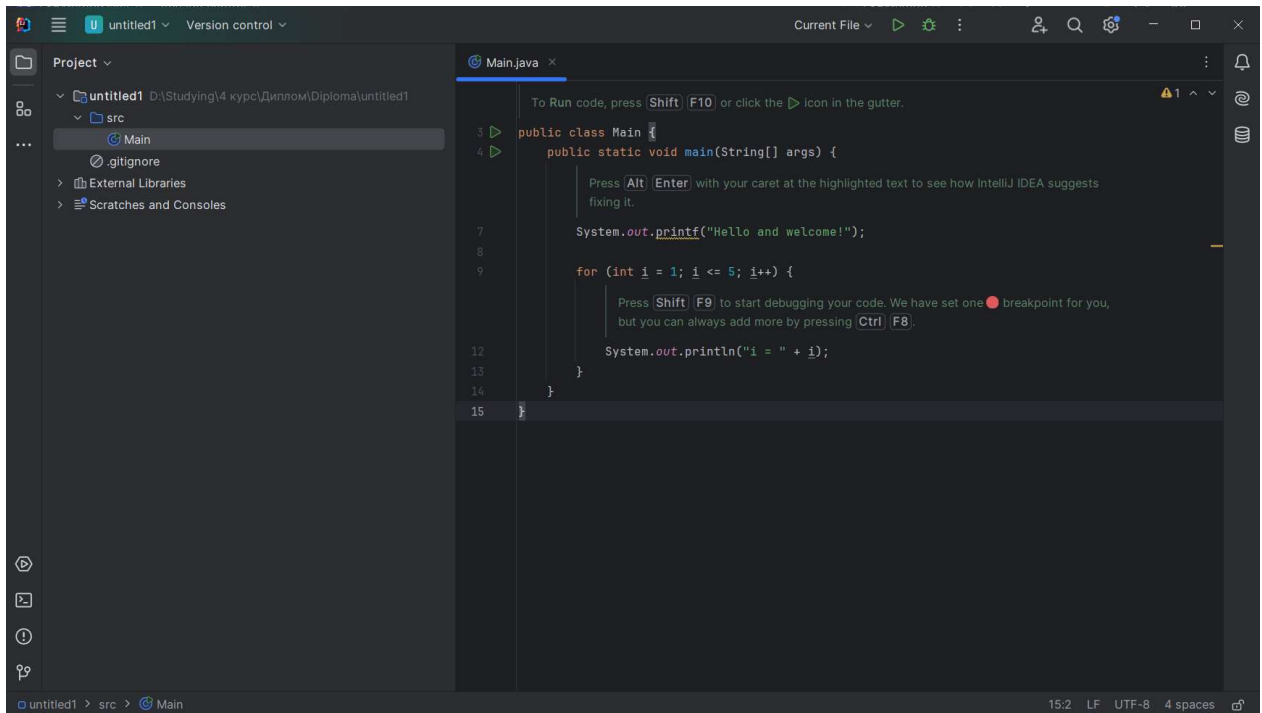 U untitled1 Version control Current File
Project
Main.java
untitled1 D:\Studying\4 курс\Диплом\Diploma\untitled1
src
Main
.gitignore
External Libraries
Scratches and Consoles
1
To Run code, press Shift F10 or click the icon in the gutter.
3 public class Main {
4 public static void main(String[] args) {
Press Alt Enter with your caret at the highlighted text to see how IntelliJ IDEA suggests
fixing it.
7 System.out.printf("Hello and welcome!");
8
9 for (int i = 1; i <= 5; i++) {
Press Shift F9 to start debugging your code. We have set one breakpoint for you,
but you can always add more by pressing Ctrl F8.
12 System.out.println("i = " + i);
13 }
14 }
15 }
untitled1 > src > Main
15:2 LF UTF-8 4 spaces